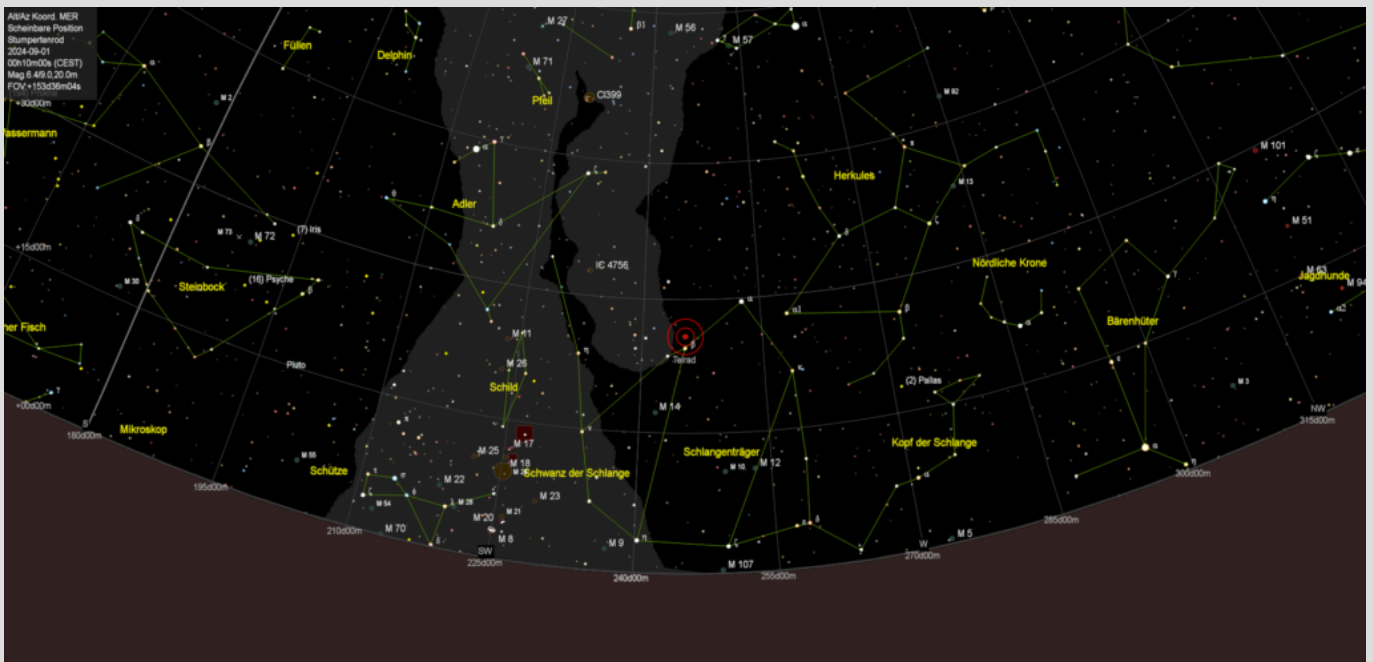 Alt/Az Koord. MER
Scheinbare Position
Stumpertenrod
2024-09-01
00h10m00s (CEST)
Mag:6.4/9.0,20.0m
FOV:+153d36m04s
+30d00m
M 27
β1
M 56
α
M 57
Füllen
Delphin
α
M 71
M 2
Pfeil
Cl399
M 92
assermann
β
γ
α
ζ
Herkules
π
M 101
ζ
ε
M 13
θ
Adler
η
δ
M 73
M 72
(7) Iris
δ
δ
ζ
M 51
+15d00m
IC 4756
Nördliche Krone
M 63
Jagdhunde
M 94
M 30
Steinbock
(16) Psyche
β
α
α1
β
γ
α2
her Fisch
M 11
α
Bärenhüter
β
Telrad
η
M 26
ε
Pluto
κ
Schild
(2) Pallas
M 3
γ
+00d00m
S
180d00m
Mikroskop
M 14
NW
315d00m
ν
M 17
M 25
Schlangenträger
Kopf der Schlange
α
M 55
Schütze
M 18
M 10
M 12
Schwanz der Schlange
α
η
300d00m
195d00m
M 22
M 23
M 54
M 28
M 20
M 21
210d00m
M 70
M 8
δ
SW
225d00m
M 9
η
ζ
ε
δ
285d00m
W
270d00m
M 5
240d00m
M 107
255d00m